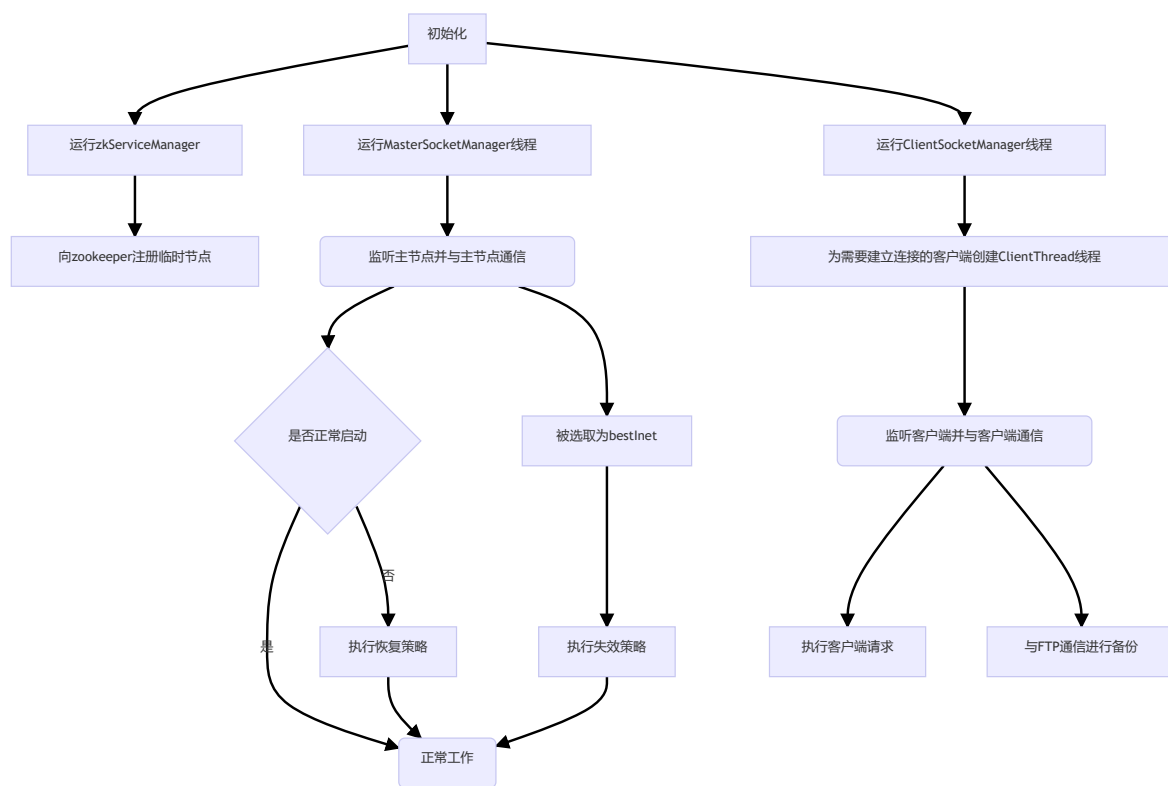 初始化
运行zkServiceManager
运行MasterSocketManager线程
运行ClientSocketManager线程
向zookeeper注册临时节点
监听主节点并与主节点通信
为需要建立连接的客户端创建ClientThread线程
是否正常启动
被选取为bestInet
监听客户端并与客户端通信
否
是
执行恢复策略
执行失效策略
执行客户端请求
与FTP通信进行备份
正常工作